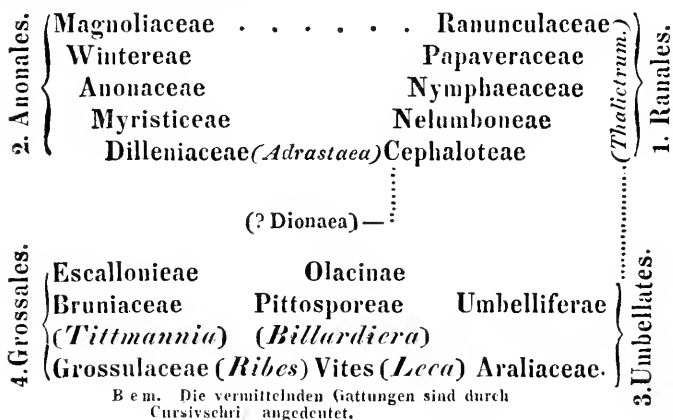 Magnoliaceae . . . . . . Ranunculaceae
Wintereae Papaveraceae
Anonaceae Nymphaeaceae
Myristiceae Nelumboneae
Dilleniaceae (Adrastaea) Cephaloteae
2. Anonales.
(Thalictrum.)
1. Ranales.
(? Dionaea) —
Escallonieae Olacinae
Bruniaceae Pittosporeae Umbelliferae
(Tittmannia) (Billardiera)
Grossulaceae (Ribes) Vites (Leea) Araliaceae.
4. Grossales.
3. Umbellates.
Bem. Die vermittelnden Gattungen sind durch
Cursivschri angedeutet.